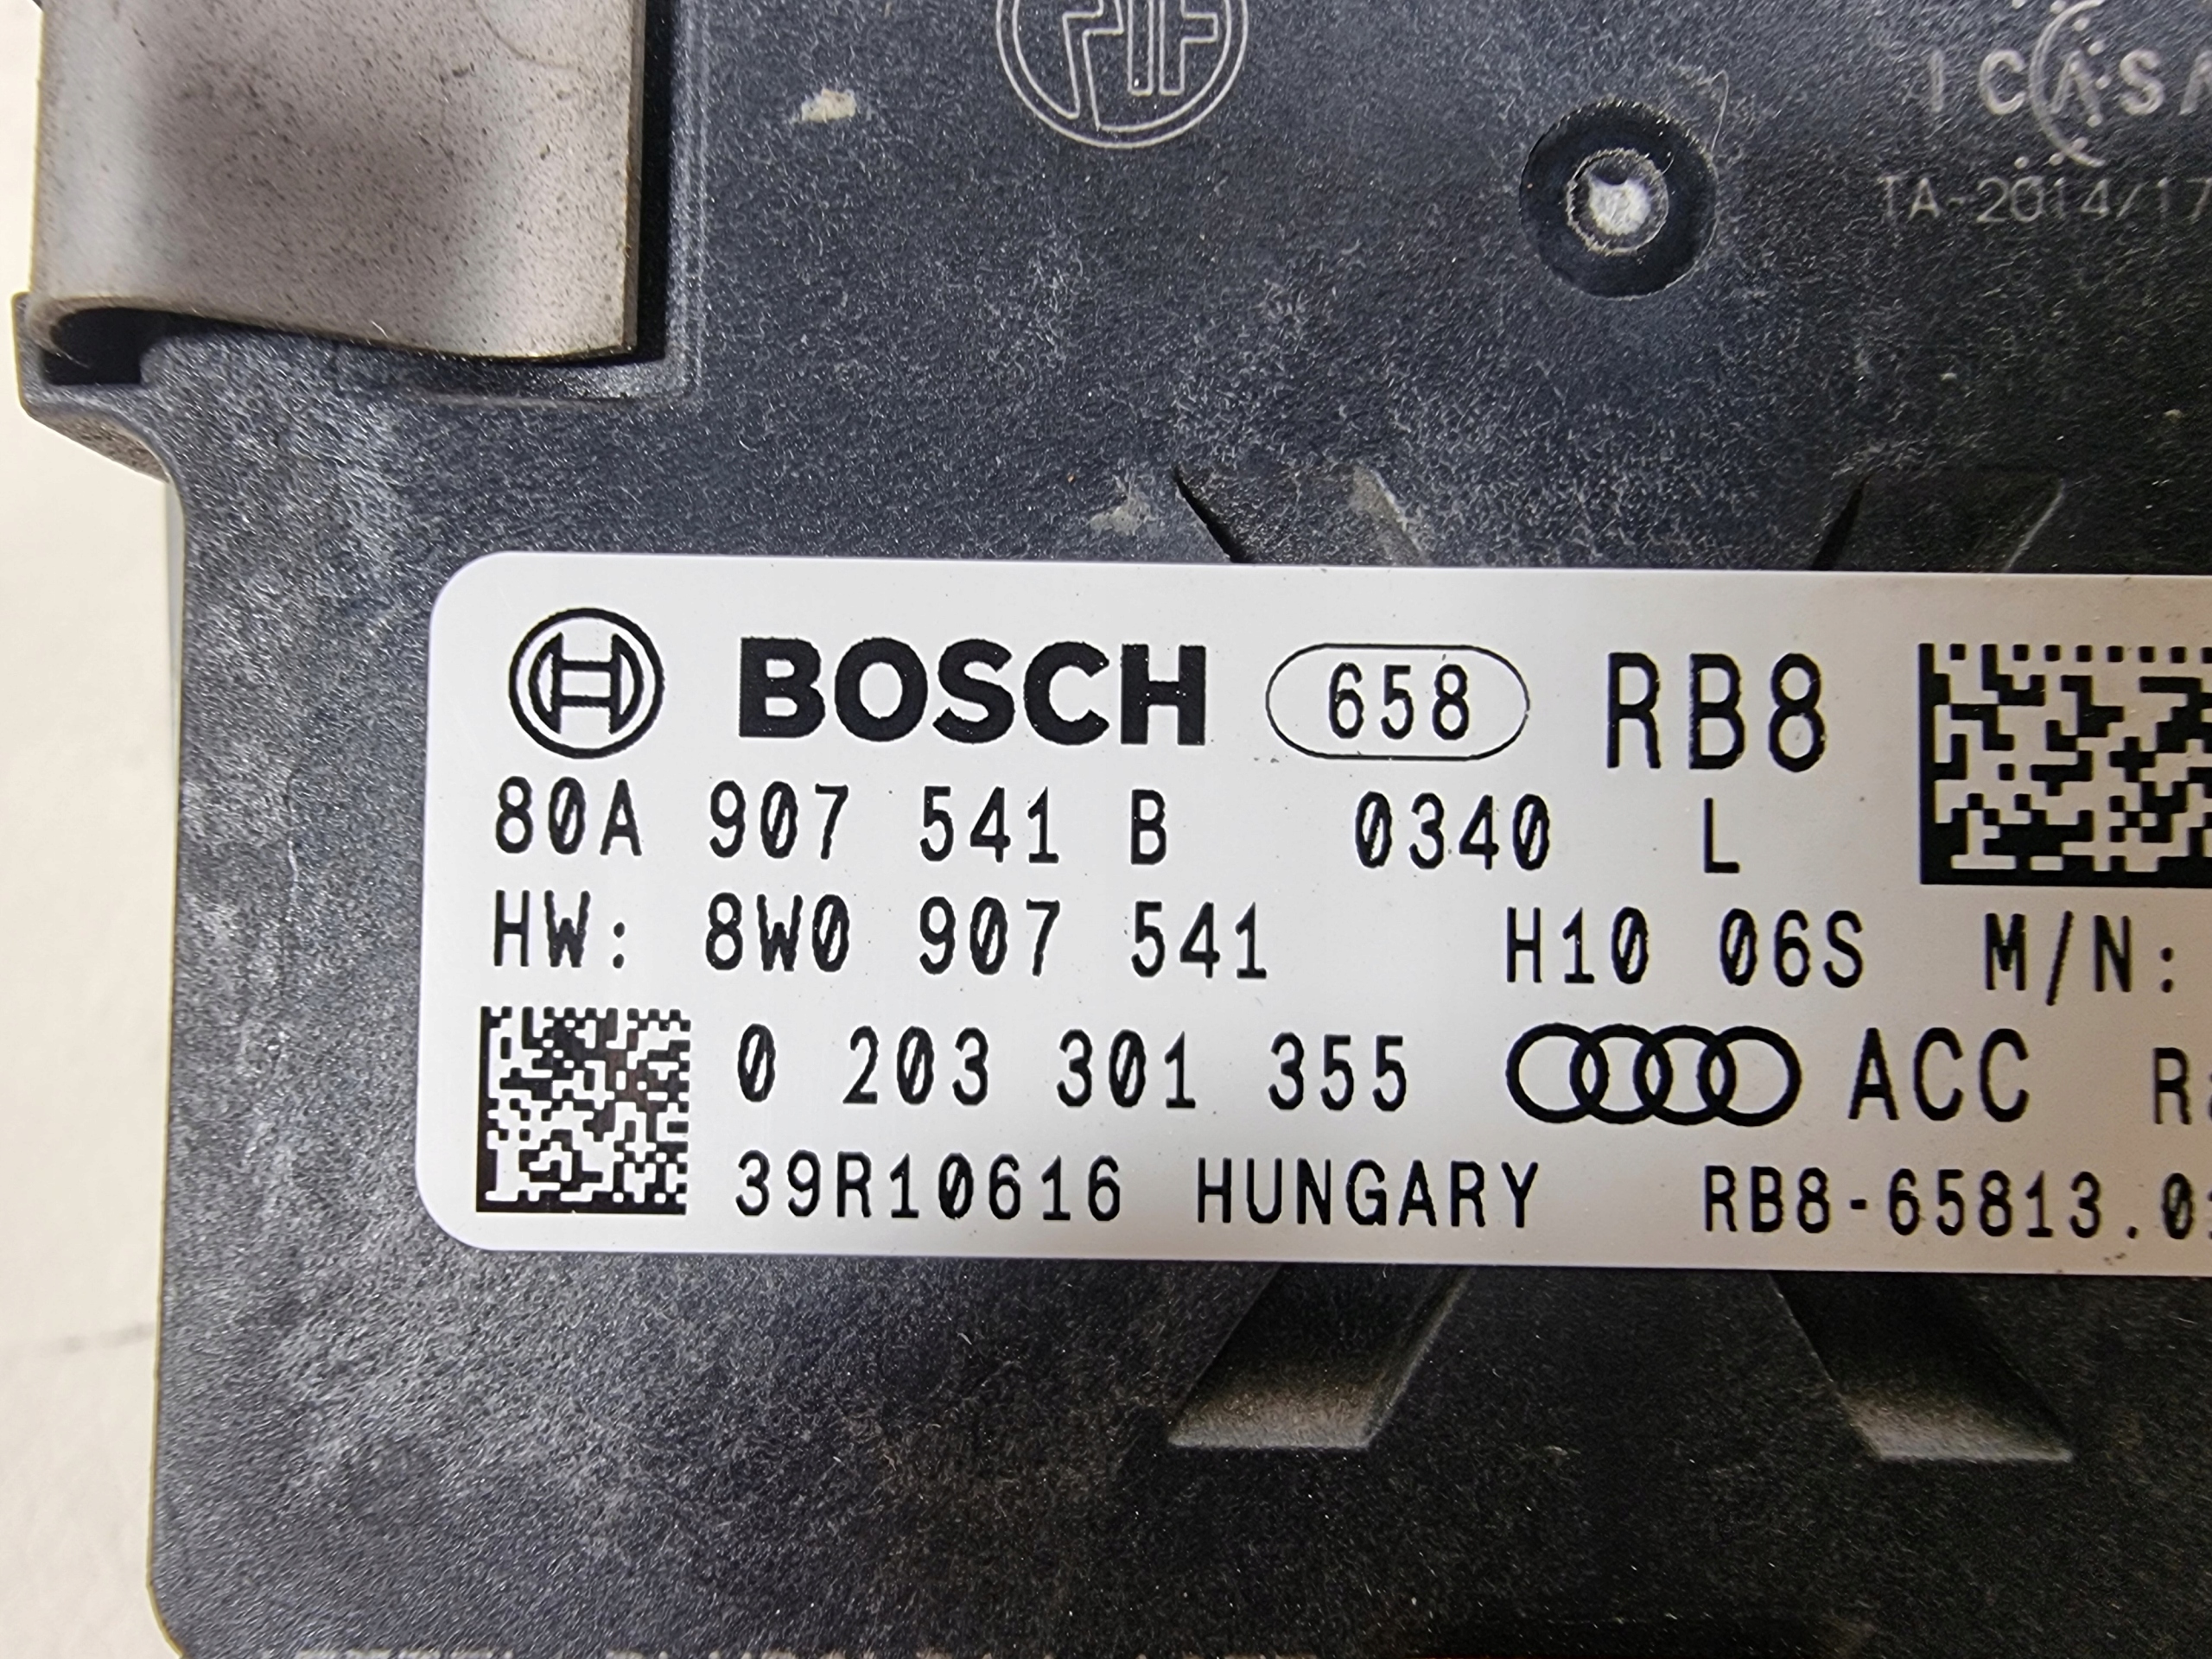 ICASA
TA-2014/17
BOSCH 658 RB8
80A 907 541 B 0340 L
HW: 8W0 907 541 H10 06S M/N:
0 203 301 355 ACC
39R10616 HUNGARY RB8-65813.0